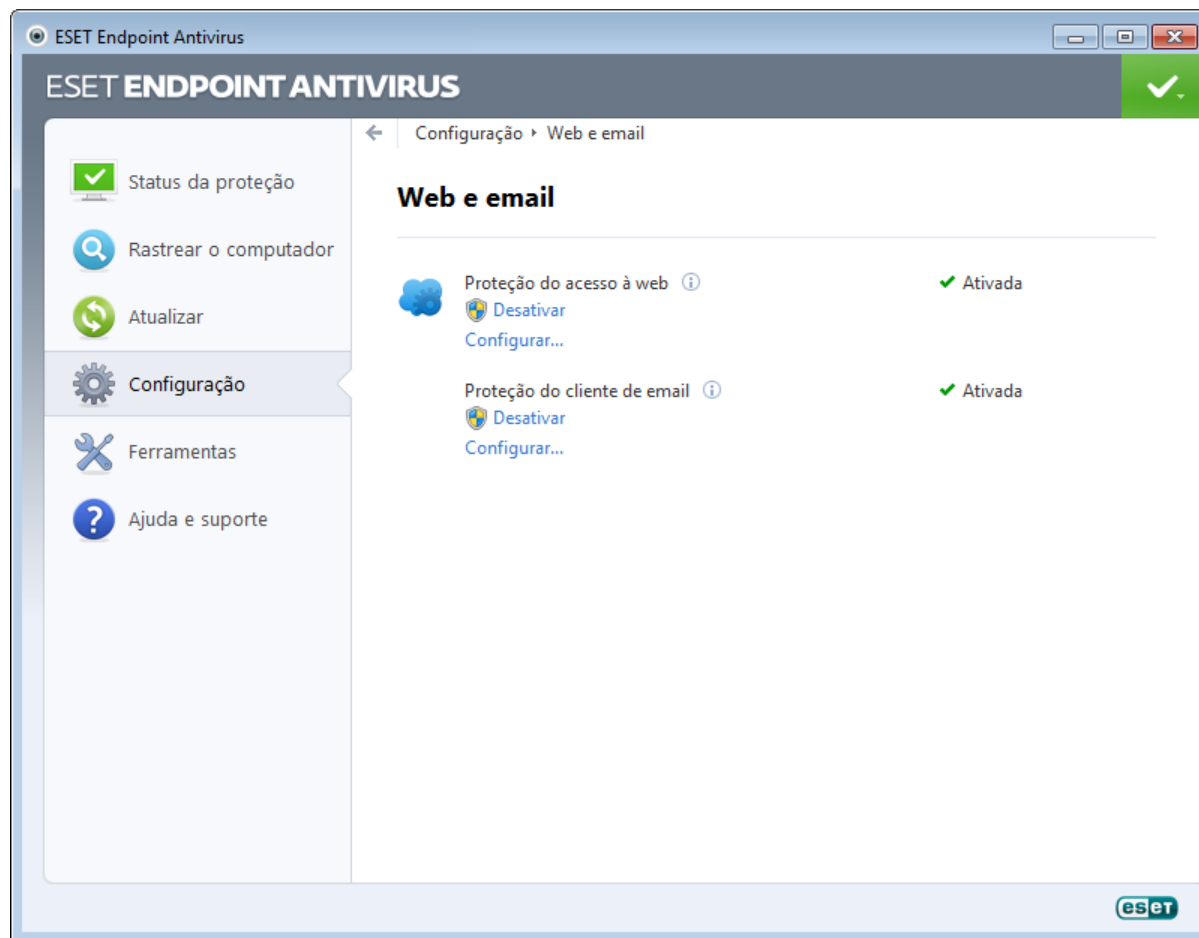 ESET Endpoint Antivirus
ESET ENDPOINT ANTIVIRUS
Configuração Web e email
Status da proteção
Rastrear o computador
Atualizar
Configuração
Ferramentas
Ajuda e suporte
Web e email
Proteção do acesso à web
Ativada
Desativar
Configurar...
Proteção do cliente de email
Ativada
Desativar
Configurar...
eseT